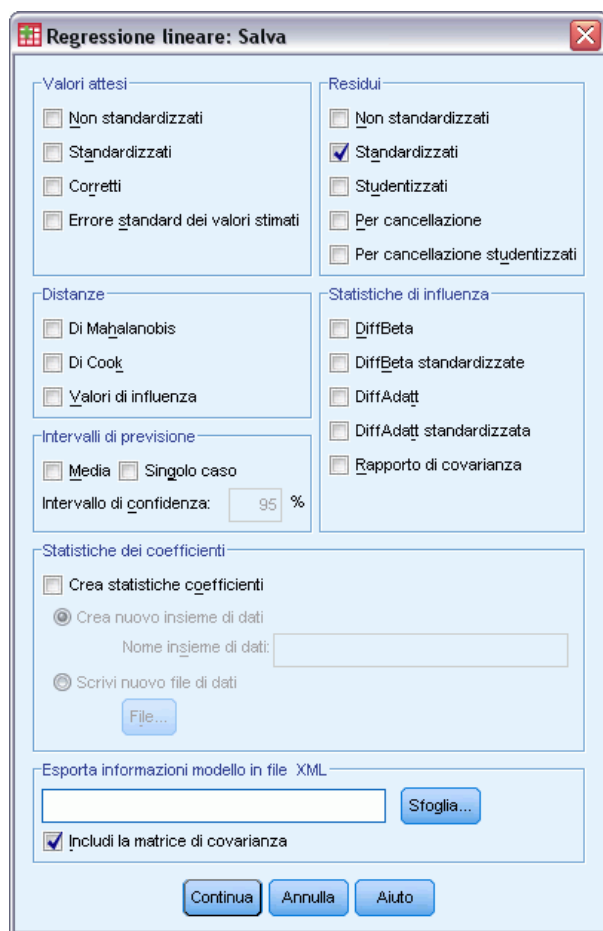 Regressione lineare: Salva
Valori attesi
Non standardizzati
Standardizzati
Corretti
Errore standard dei valori stimati
Residui
Non standardizzati
Standardizzati
Studentizzati
Per cancellazione
Per cancellazione studentizzati
Distanze
Di Mahalanobis
Di Cook
Valori di influenza
Statistiche di influenza
DiffBeta
DiffBeta standardizzate
DiffAdatt
DiffAdatt standardizzata
Rapporto di covarianza
Intervalli di previsione
Media Singolo caso
Intervallo di confidenza: 95 %
Statistiche dei coefficienti
Crea statistiche coefficienti
Crea nuovo insieme di dati
Nome insieme di dati:
Scrivi nuovo file di dati
File...
Esporta informazioni modello in file XML
Sfoglia...
Includi la matrice di covarianza
Continua Annulla Aiuto